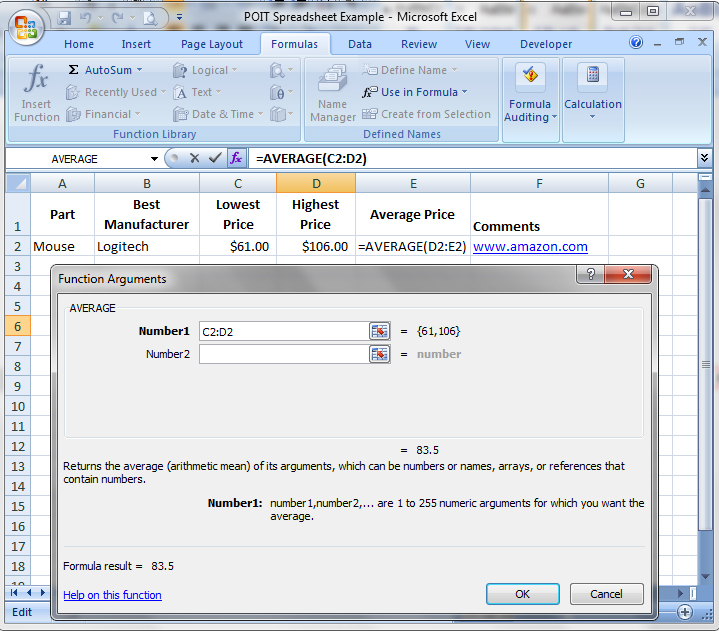 POIT Spreadsheet Example - Microsoft Excel
Home Insert Page Layout Formulas Data Review View Developer
Σ AutoSum Logical Define Name
Recently Used Text Use in Formula
Financial Date & Time Create from Selection
Insert Function Name Manager Formula Auditing Calculation
Function Library Defined Names
AVERAGE fx =AVERAGE(C2:D2)
A B C D E F G
1 Part Best Manufacturer Lowest Price Highest Price Average Price Comments
2 Mouse Logitech $61.00 $106.00 =AVERAGE(D2:E2) www.amazon.com
3
4
5
6
7
8
9
10
11
12
13
14
15
16
17
18
Function Arguments
AVERAGE
Number1 C2:D2 = {61,106}
Number2 = number
= 83.5
Returns the average (arithmetic mean) of its arguments, which can be numbers or names, arrays, or references that
contain numbers.
Number1: number1,number2,... are 1 to 255 numeric arguments for which you want the
average.
Formula result = 83.5
Help on this function OK Cancel
Edit